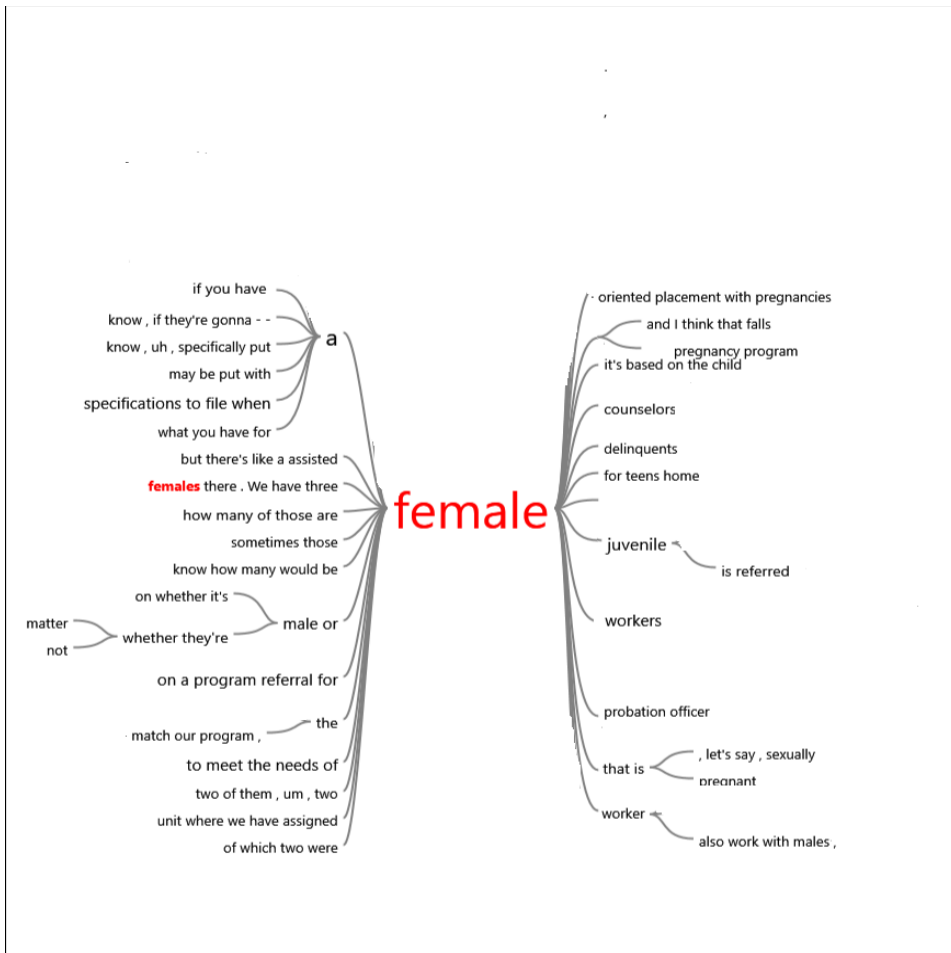 if you have
know , if they're gonna - -
know , uh , specifically put
may be put with
specifications to file when
what you have for
a
but there's like a assisted
females there . We have three
how many of those are
sometimes those
know how many would be
on whether it's
matter
not
whether they're
male or
on a program referral for
match our program ,
the
to meet the needs of
two of them , um , two
unit where we have assigned
of which two were
female
oriented placement with pregnancies
and I think that falls
pregnancy program
it's based on the child
counselors
delinquents
for teens home
juvenile
is referred
workers
probation officer
that is
, let's say , sexually
pregnant
worker
also work with males ,